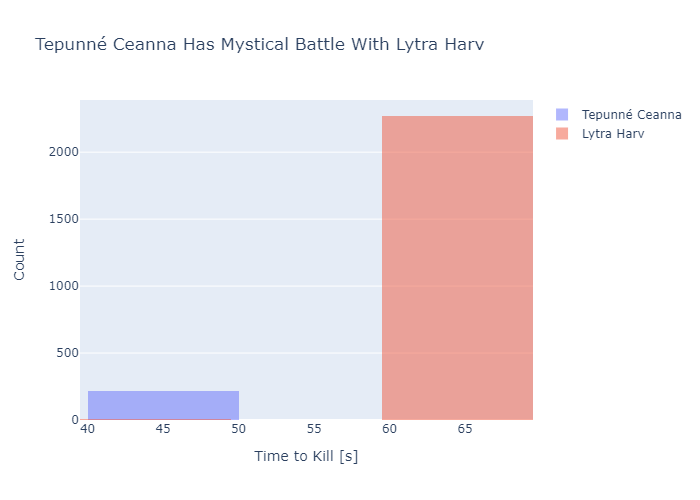 Tepunné Ceanna Has Mystical Battle With Lytra Harv
Tepunné Ceanna
Lytra Harv
2000
1500
1000
500
0
40 45 50 55 60 65
Count
Time to Kill [s]